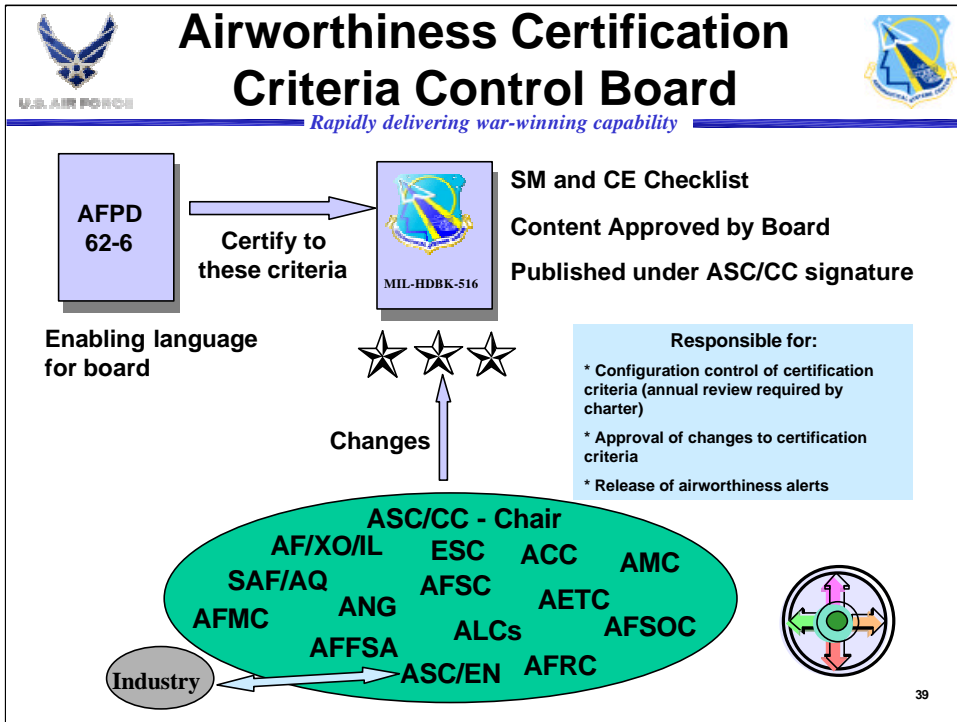 Airworthiness Certification
Criteria Control Board
U.S. AIR FORCE
Rapidly delivering war-winning capability
AFPD
62-6
Certify to
these criteria
MIL-HDBK-516
SM and CE Checklist
Content Approved by Board
Published under ASC/CC signature
Enabling language
for board
Responsible for:
* Configuration control of certification
criteria (annual review required by
charter)
* Approval of changes to certification
criteria
* Release of airworthiness alerts
Changes
ASC/CC - Chair
AF/XO/IL
ESC
ACC
AMC
SAF/AQ
AFSC
AETC
AFMC
ANG
ALCs
AFSOC
AFFSA
ASC/EN
AFRC
Industry
39